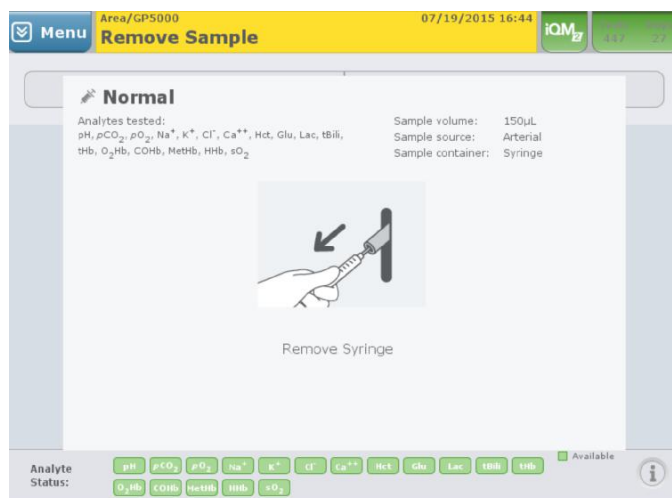 Menu
Area/GP5000
Remove Sample
07/19/2015 16:44
iQM2
447
27
Normal
Analytes tested:
pH, pCO₂, pO₂, Na⁺, K⁺, Cl⁻, Ca⁺⁺, Hct, Glu, Lac, tBili,
tHb, O₂Hb, COHb, MetHb, HHb, sO₂
Sample volume: 150µL
Sample source: Arterial
Sample container: Syringe
Remove Syringe
Analyte
Status:
pH pCO₂ pO₂ Na⁺ K⁺ Cl⁻ Ca⁺⁺ Hct Glu Lac tBili tHb
O₂Hb COHb MetHb HHb sO₂
Available
i